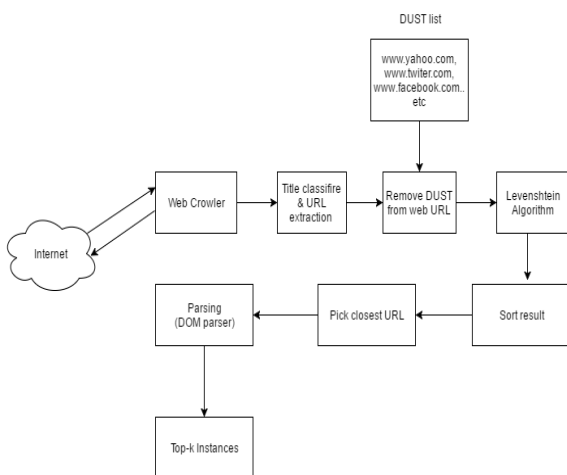 DUST list
www.yahoo.com,
www.twiter.com,
www.facebook.com..
etc
Web Crowler
Title classifire
& URL
extraction
Remove DUST
from web URL
Levenshtein
Algorithm
Internet
Parsing
(DOM parser)
Pick closest URL
Sort result
Top-k Instances